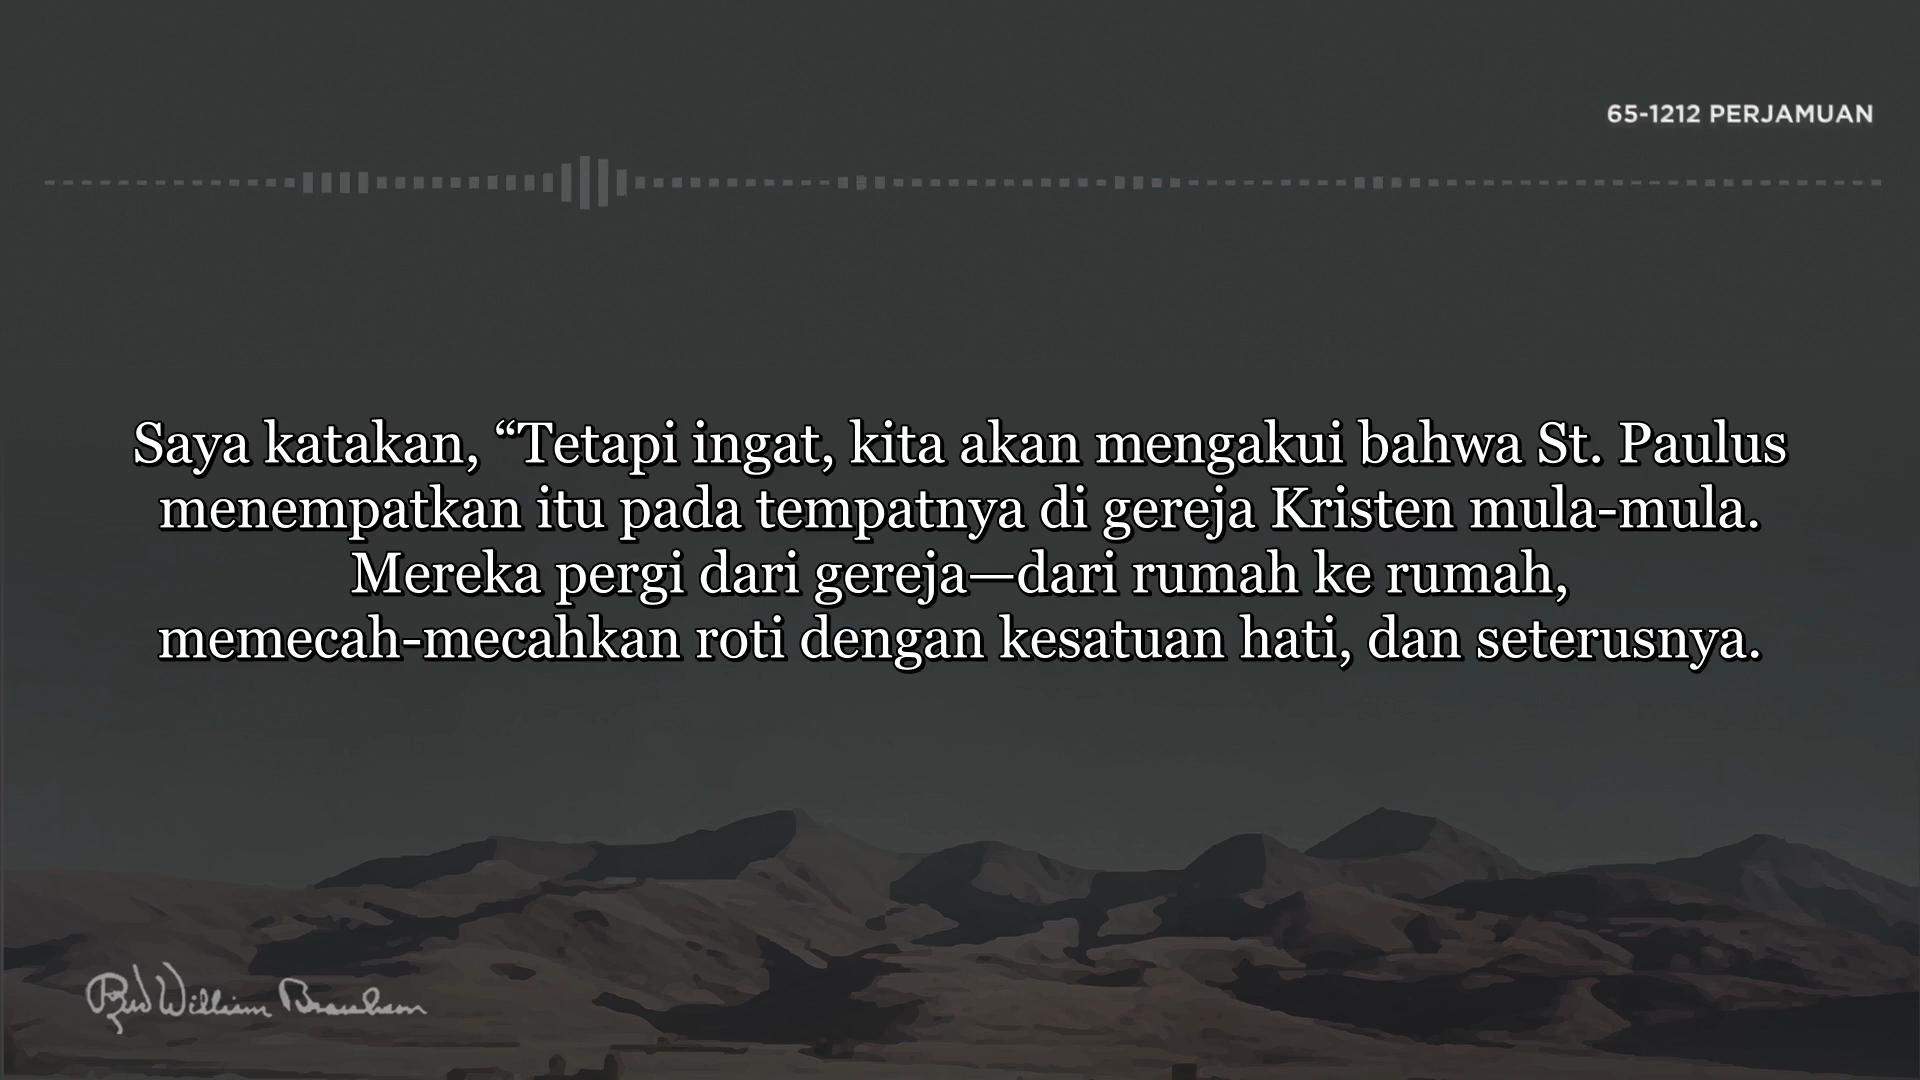 65-1212 PERJAMUAN
Saya katakan, “Tetapi ingat, kita akan mengakui bahwa St. Paulus
menempatkan itu pada tempatnya di gereja Kristen mula-mula.
Mereka pergi dari gereja—dari rumah ke rumah,
memecah-mecahkan roti dengan kesatuan hati, dan seterusnya.
William Branham